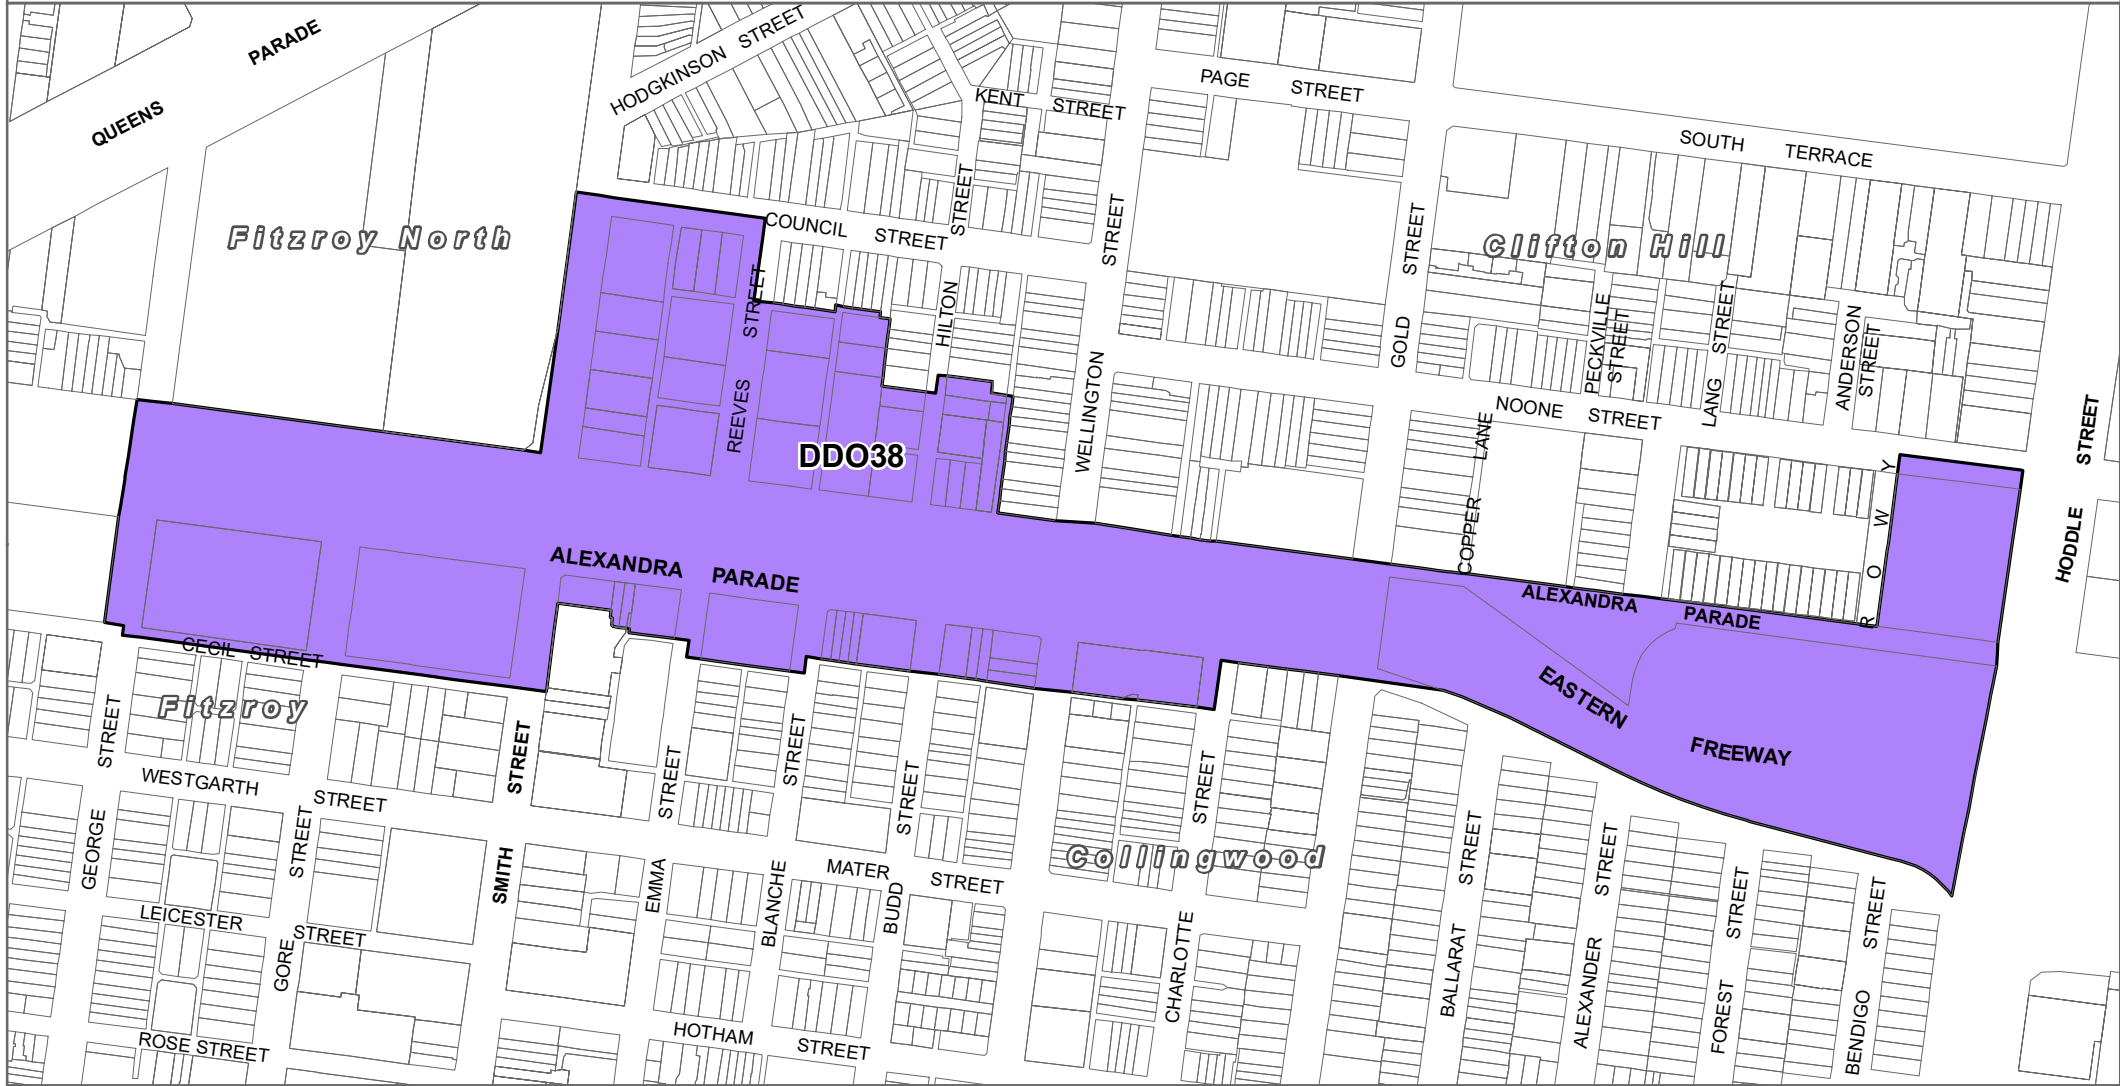 QUEENS PARADE
HODGKINSON STREET
KENT STREET
PAGE STREET
SOUTH TERRACE
Fitzroy North
COUNCIL STREET
Clifton Hill
REEVES STREET
HILTON STREET
WELLINGTON STREET
GOLD STREET
PECKVILLE STREET
LANG STREET
ANDERSON STREET
NOONE STREET
COPPER LANE
R O W Y
HODDLE STREET
DDO38
ALEXANDRA PARADE
ALEXANDRA PARADE
EASTERN FREEWAY
CECIL STREET
Fitzroy
WESTGARTH STREET
GEORGE STREET
GORE STREET
SMITH STREET
EMMA STREET
BLANCHE STREET
BUDD STREET
MATER STREET
Collingwood
CHARLOTTE STREET
BALLARAT STREET
ALEXANDER STREET
FOREST STREET
BENDIGO STREET
LEICESTER STREET
ROSE STREET
HOTHAM STREET